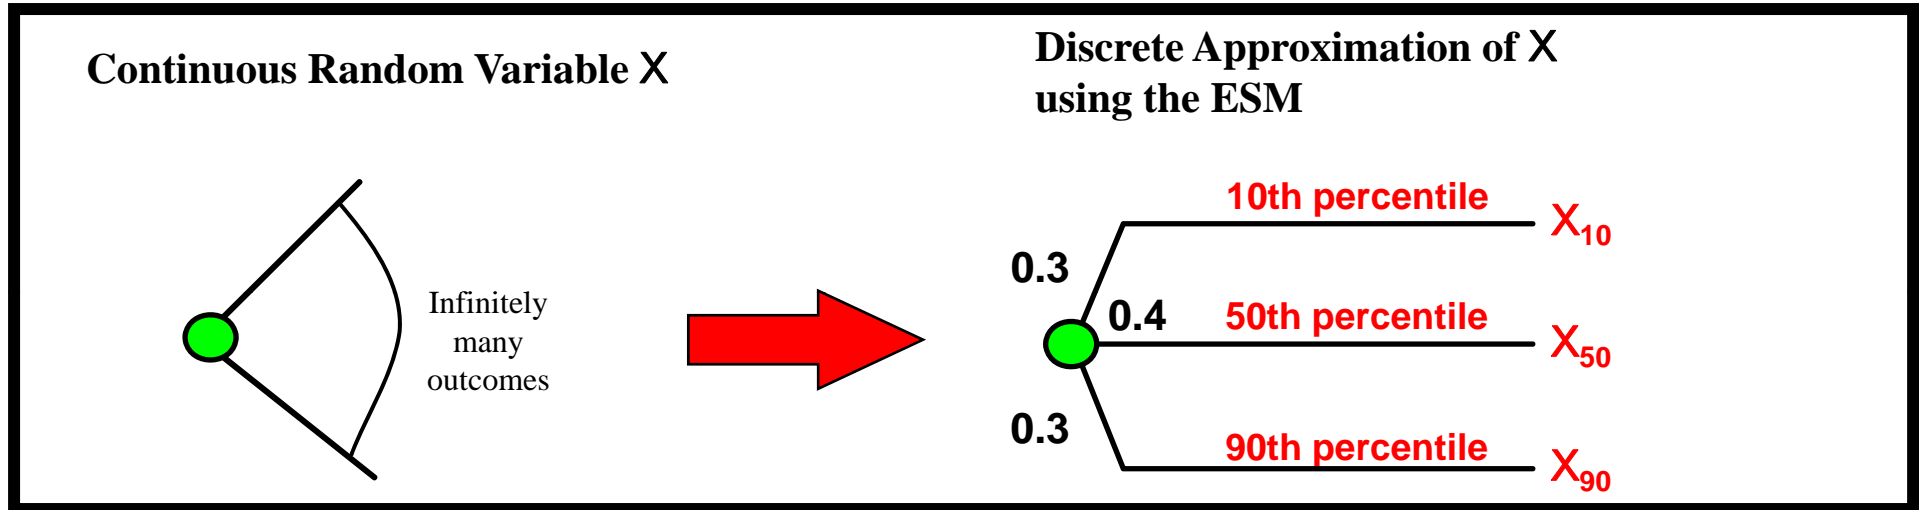 Continuous Random Variable X
Discrete Approximation of X
using the ESM
Infinitely
many
outcomes
10th percentile
X10
0.3
0.4
50th percentile
X50
0.3
90th percentile
X90